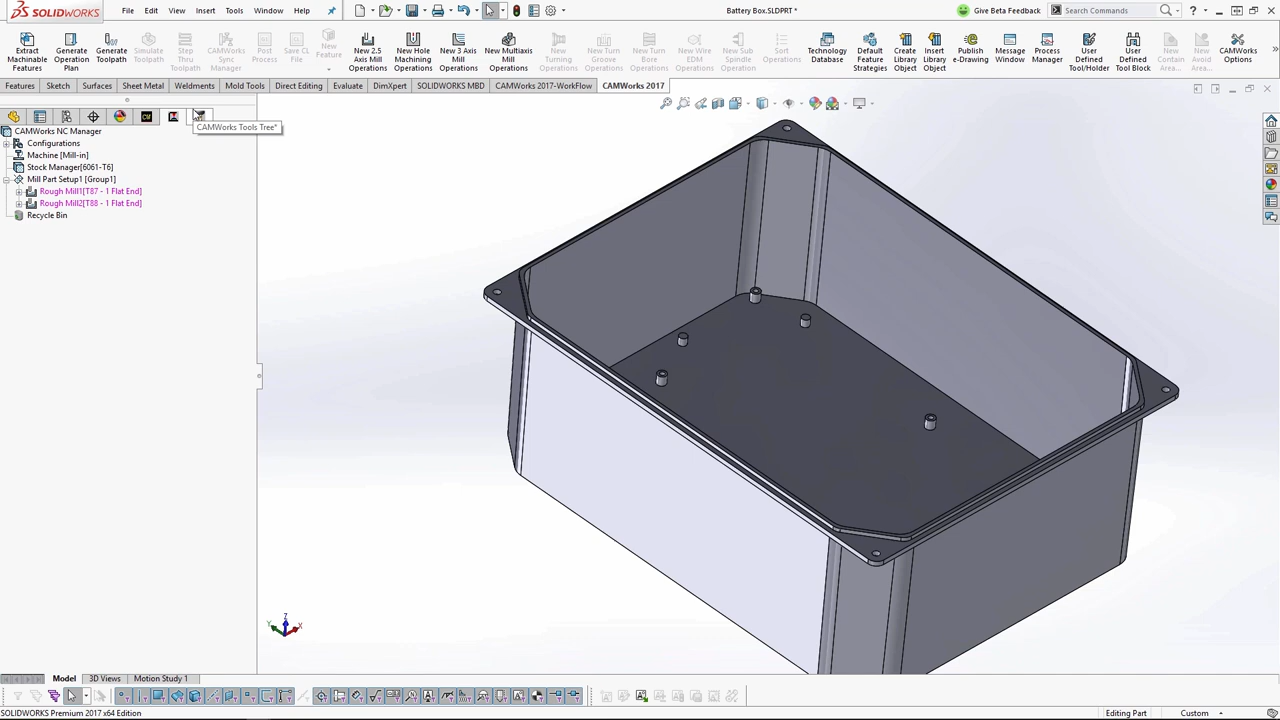 SOLIDWORKS
File Edit View Insert Tools Window Help
Battery Box.SLDPRT *
Give Beta Feedback
Search Commands
Extract Machinable Features
Generate Operation Plan
Generate Toolpath
Simulate Toolpath
Step Thru Toolpath
CAMWorks Sync Manager
Post Process
Save CL File
New Feature
New 2.5 Axis Mill Operations
New Hole Machining Operations
New 3 Axis Mill Operations
New Multiaxis Mill Operations
New Turning Operations
New Turn Groove Operations
New Turn Bore Operations
New Wire EDM Operations
New Sub Spindle Operations
Sort Operations
Technology Database
Default Feature Strategies
Create Library Object
Insert Library Object
Publish e-Drawing
Message Window
Process Manager
User Defined Tool/Holder
User Defined Tool Block
New Contain Area...
New Avoid Area...
CAMWorks Options
Features Sketch Surfaces Sheet Metal Weldments Mold Tools Direct Editing Evaluate DimXpert SOLIDWORKS MBD CAMWorks 2017-WorkFlow CAMWorks 2017
CAMWorks Tools Tree*
CAMWorks NC Manager
Configurations
Machine [Mill-in]
Stock Manager[6061-T6]
Mill Part Setup1 [Group1]
Rough Mill1[T87 - 1 Flat End]
Rough Mill2[T88 - 1 Flat End]
Recycle Bin
Z
Y X
Model 3D Views Motion Study 1
SOLIDWORKS Premium 2017 x64 Edition
Editing Part
Custom